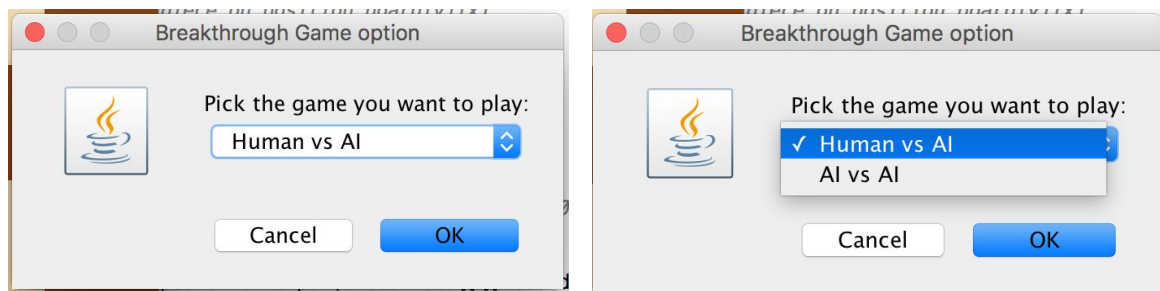 Breakthrough Game option
Pick the game you want to play:
Human vs AI
Cancel
OK
Breakthrough Game option
Pick the game you want to play:
✓ Human vs AI
AI vs AI
Cancel
OK